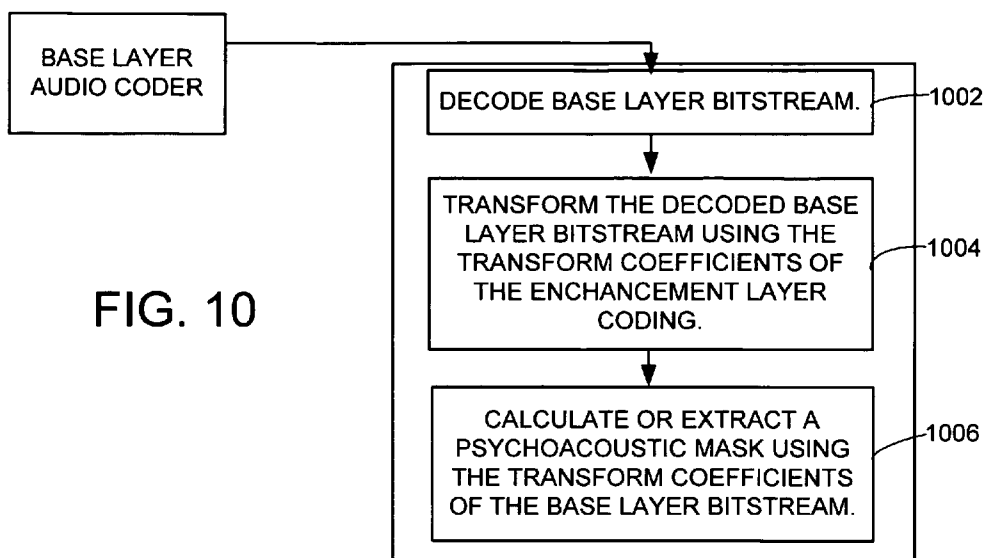 BASE LAYER
AUDIO CODER
DECODE BASE LAYER BITSTREAM.
1002
TRANSFORM THE DECODED BASE
LAYER BITSTREAM USING THE
TRANSFORM COEFFICIENTS OF
THE ENCHANCEMENT LAYER
CODING.
1004
FIG. 10
CALCULATE OR EXTRACT A
PSYCHOACOUSTIC MASK USING
THE TRANSFORM COEFFICIENTS
OF THE BASE LAYER BITSTREAM.
1006